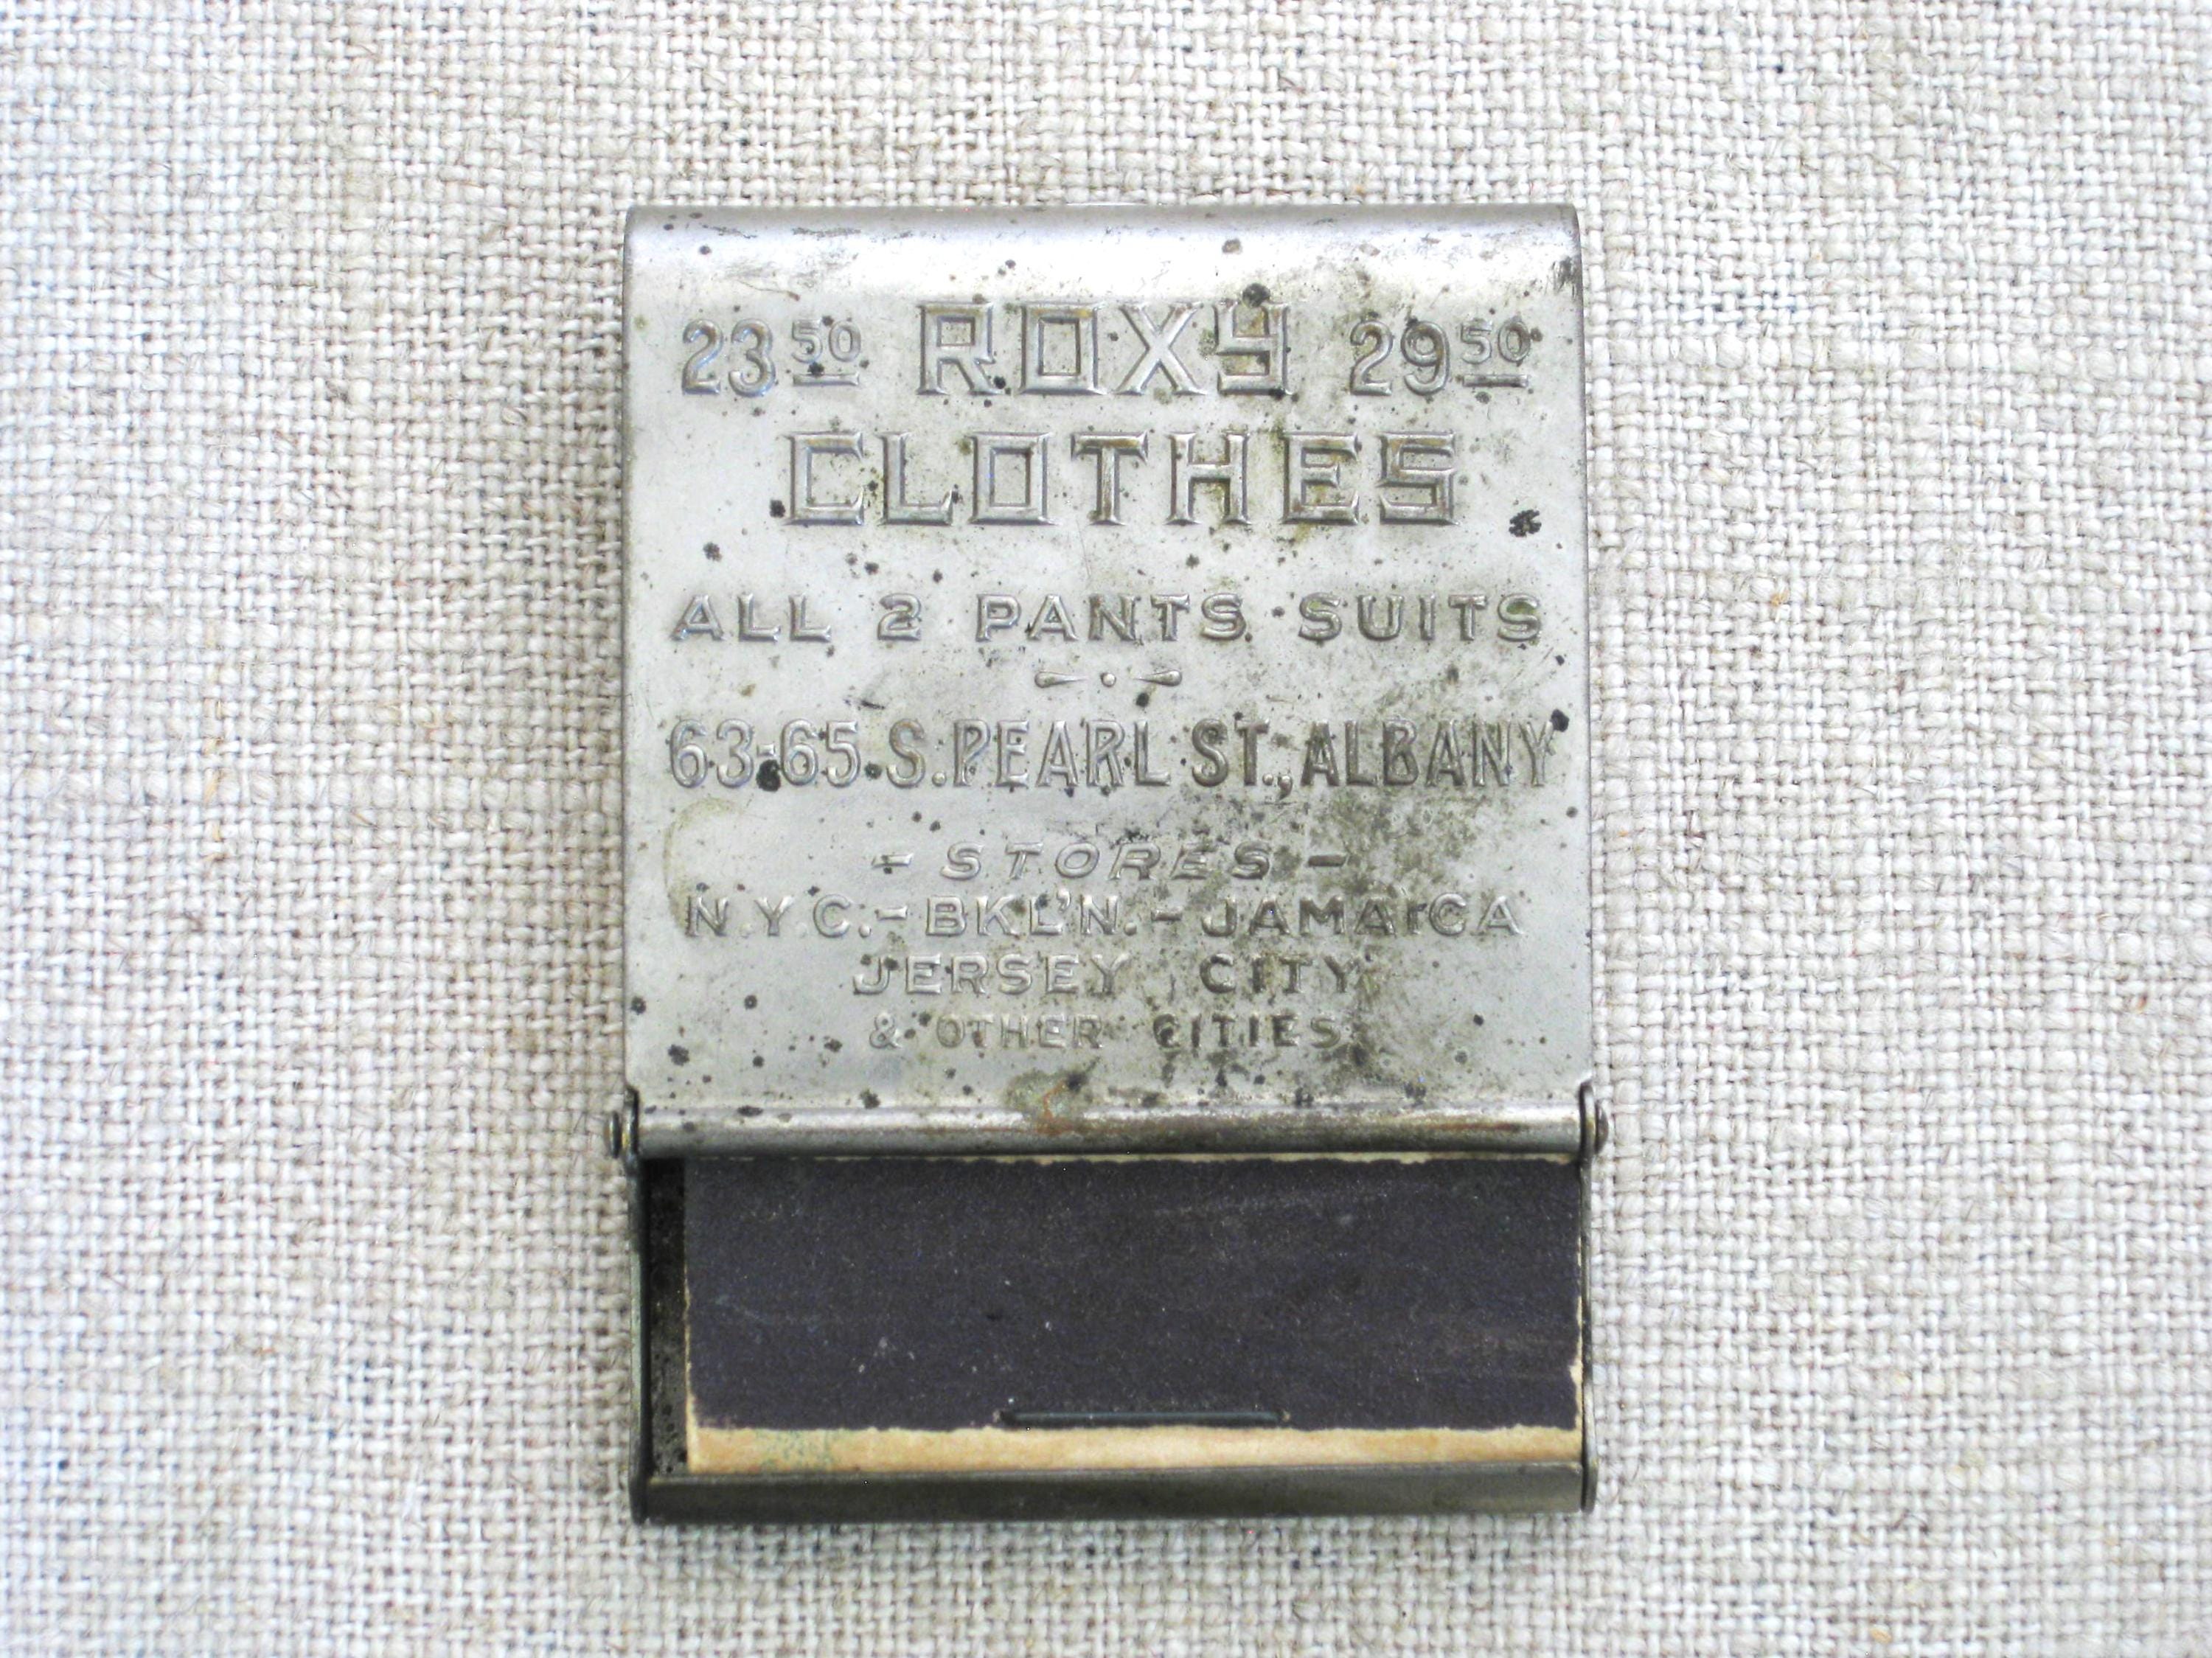 23 50 ROXY 29 50
CLOTHES
ALL 2 PANTS SUITS
63-65 S. PEARL ST., ALBANY
- STORES -
N.Y.C. - BKL'N. - JAMAICA
JERSEY CITY
& OTHER CITIES